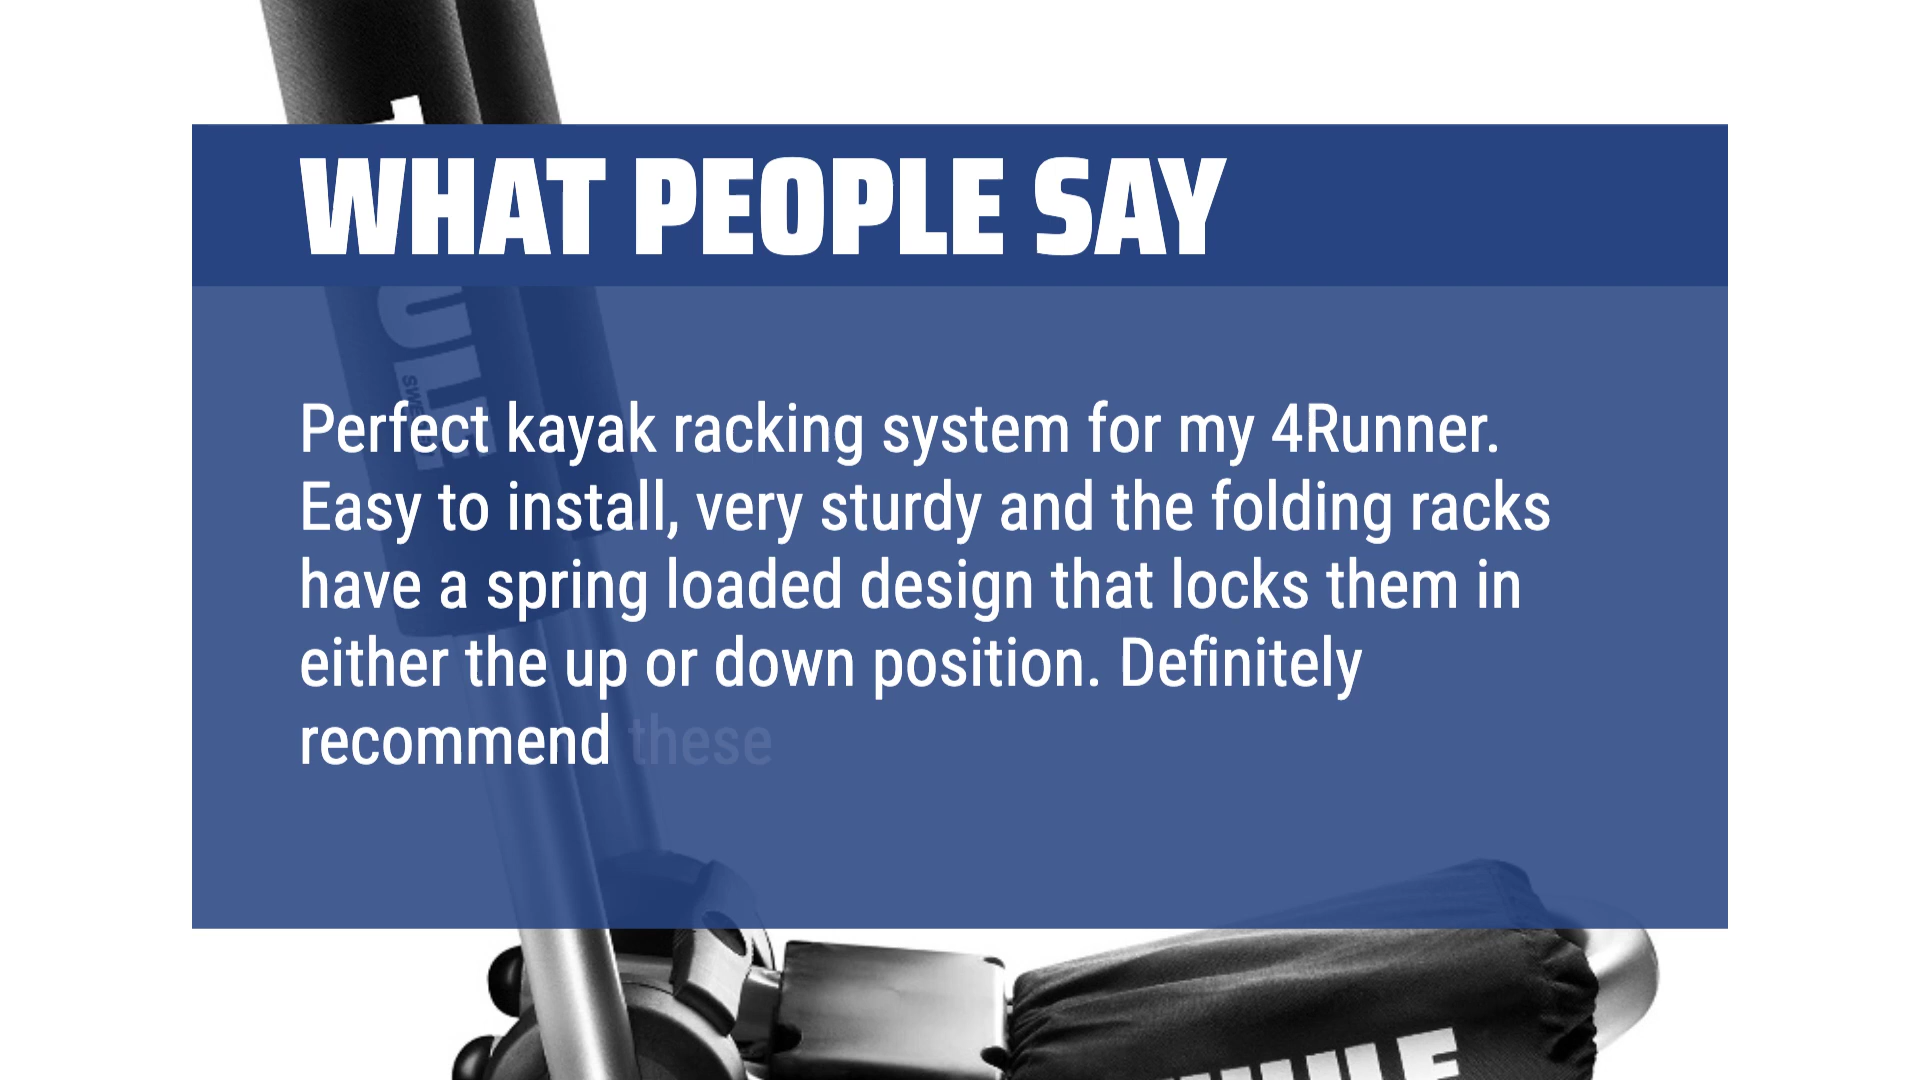 WHAT PEOPLE SAY
Perfect kayak racking system for my 4Runner.
Easy to install, very sturdy and the folding racks
have a spring loaded design that locks them in
either the up or down position. Definitely
recommend these